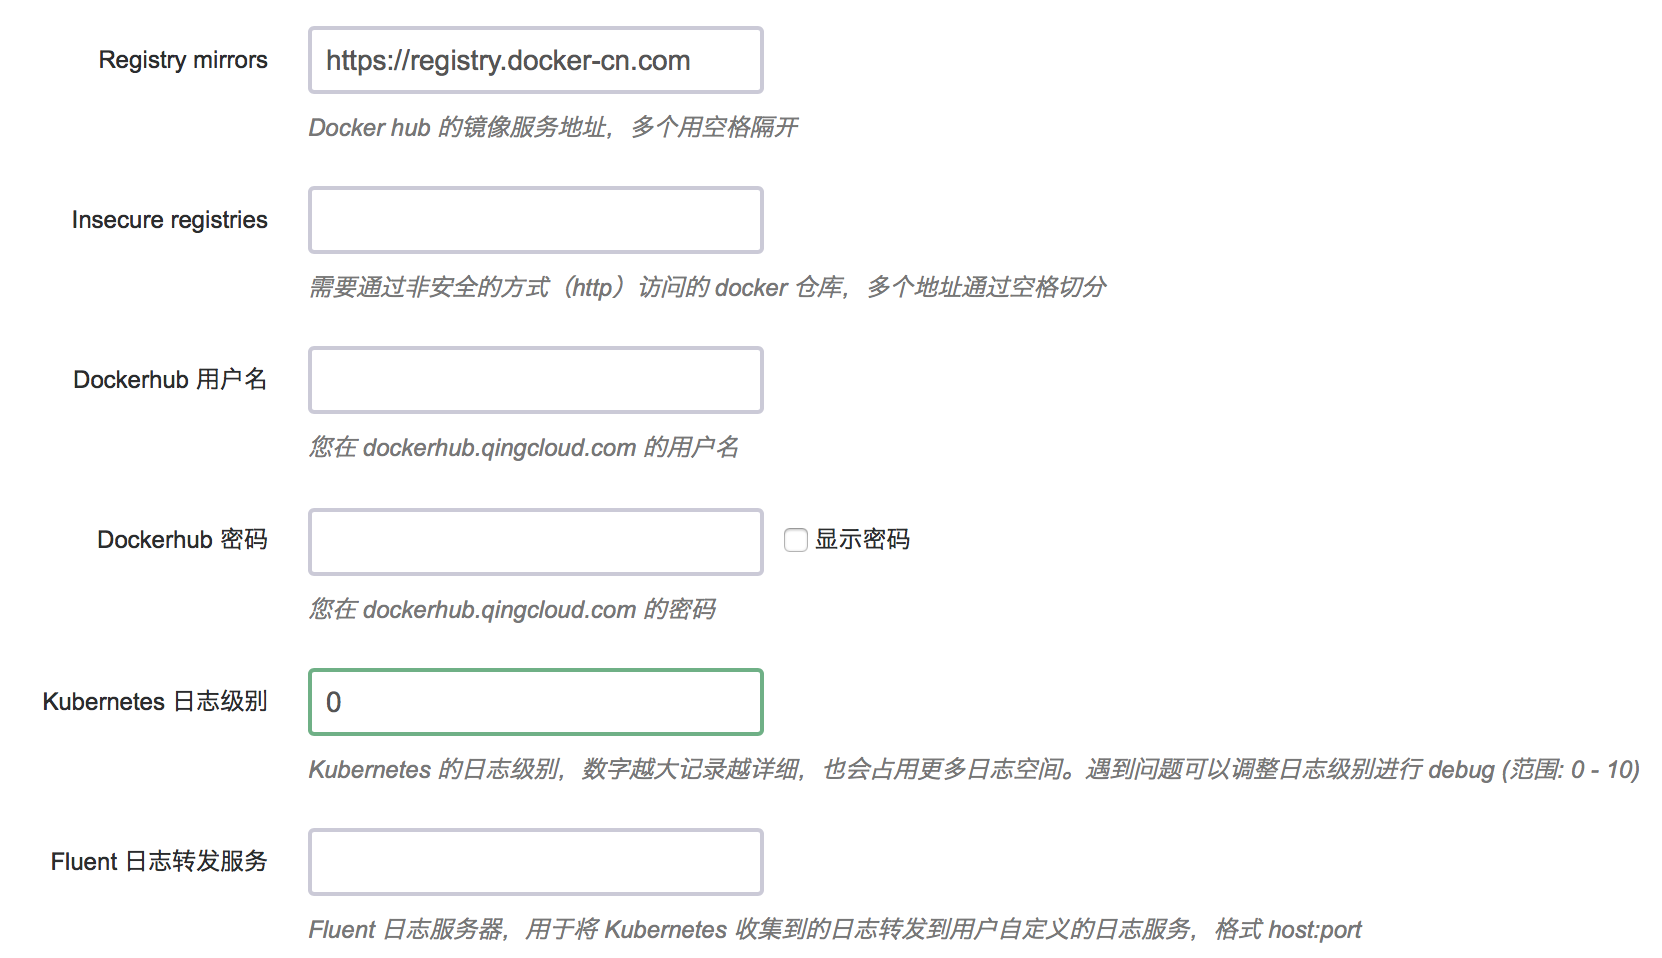 Registry mirrors
https://registry.docker-cn.com
Docker hub 的镜像服务地址，多个用空格隔开
Insecure registries
需要通过非安全的方式（http）访问的 docker 仓库，多个地址通过空格切分
Dockerhub 用户名
您在 dockerhub.qingcloud.com 的用户名
Dockerhub 密码
显示密码
您在 dockerhub.qingcloud.com 的密码
Kubernetes 日志级别
0
Kubernetes 的日志级别，数字越大记录越详细，也会占用更多日志空间。遇到问题可以调整日志级别进行 debug (范围: 0 - 10)
Fluent 日志转发服务
Fluent 日志服务器，用于将 Kubernetes 收集到的日志转发到用户自定义的日志服务，格式 host:port